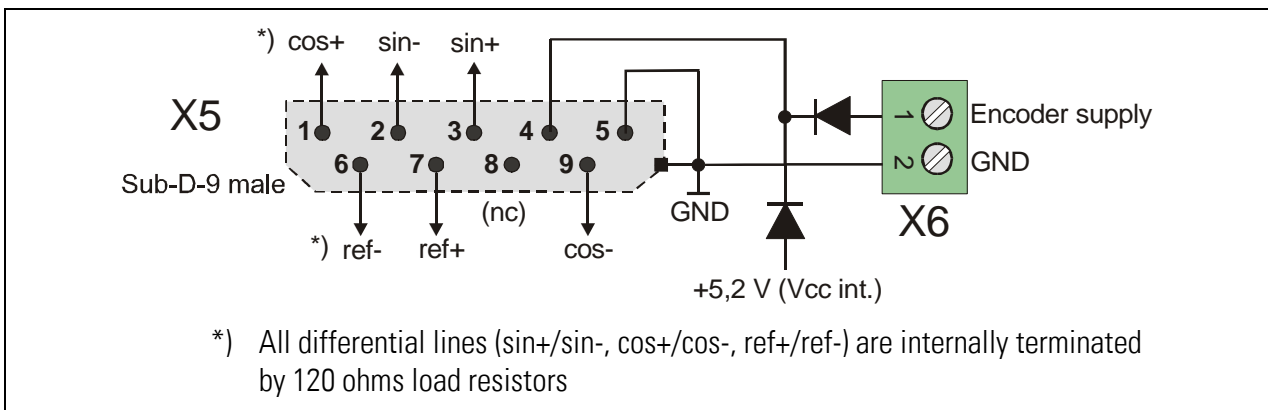 *) cos+ sin- sin+
X5
1 2 3 4 5
1 Encoder supply
6 7 8 9
2 GND
Sub-D-9 male
(nc)
GND
X6
*) ref- ref+ cos-
+5,2 V (Vcc int.)
*) All differential lines (sin+/sin-, cos+/cos-, ref+/ref-) are internally terminated
by 120 ohms load resistors